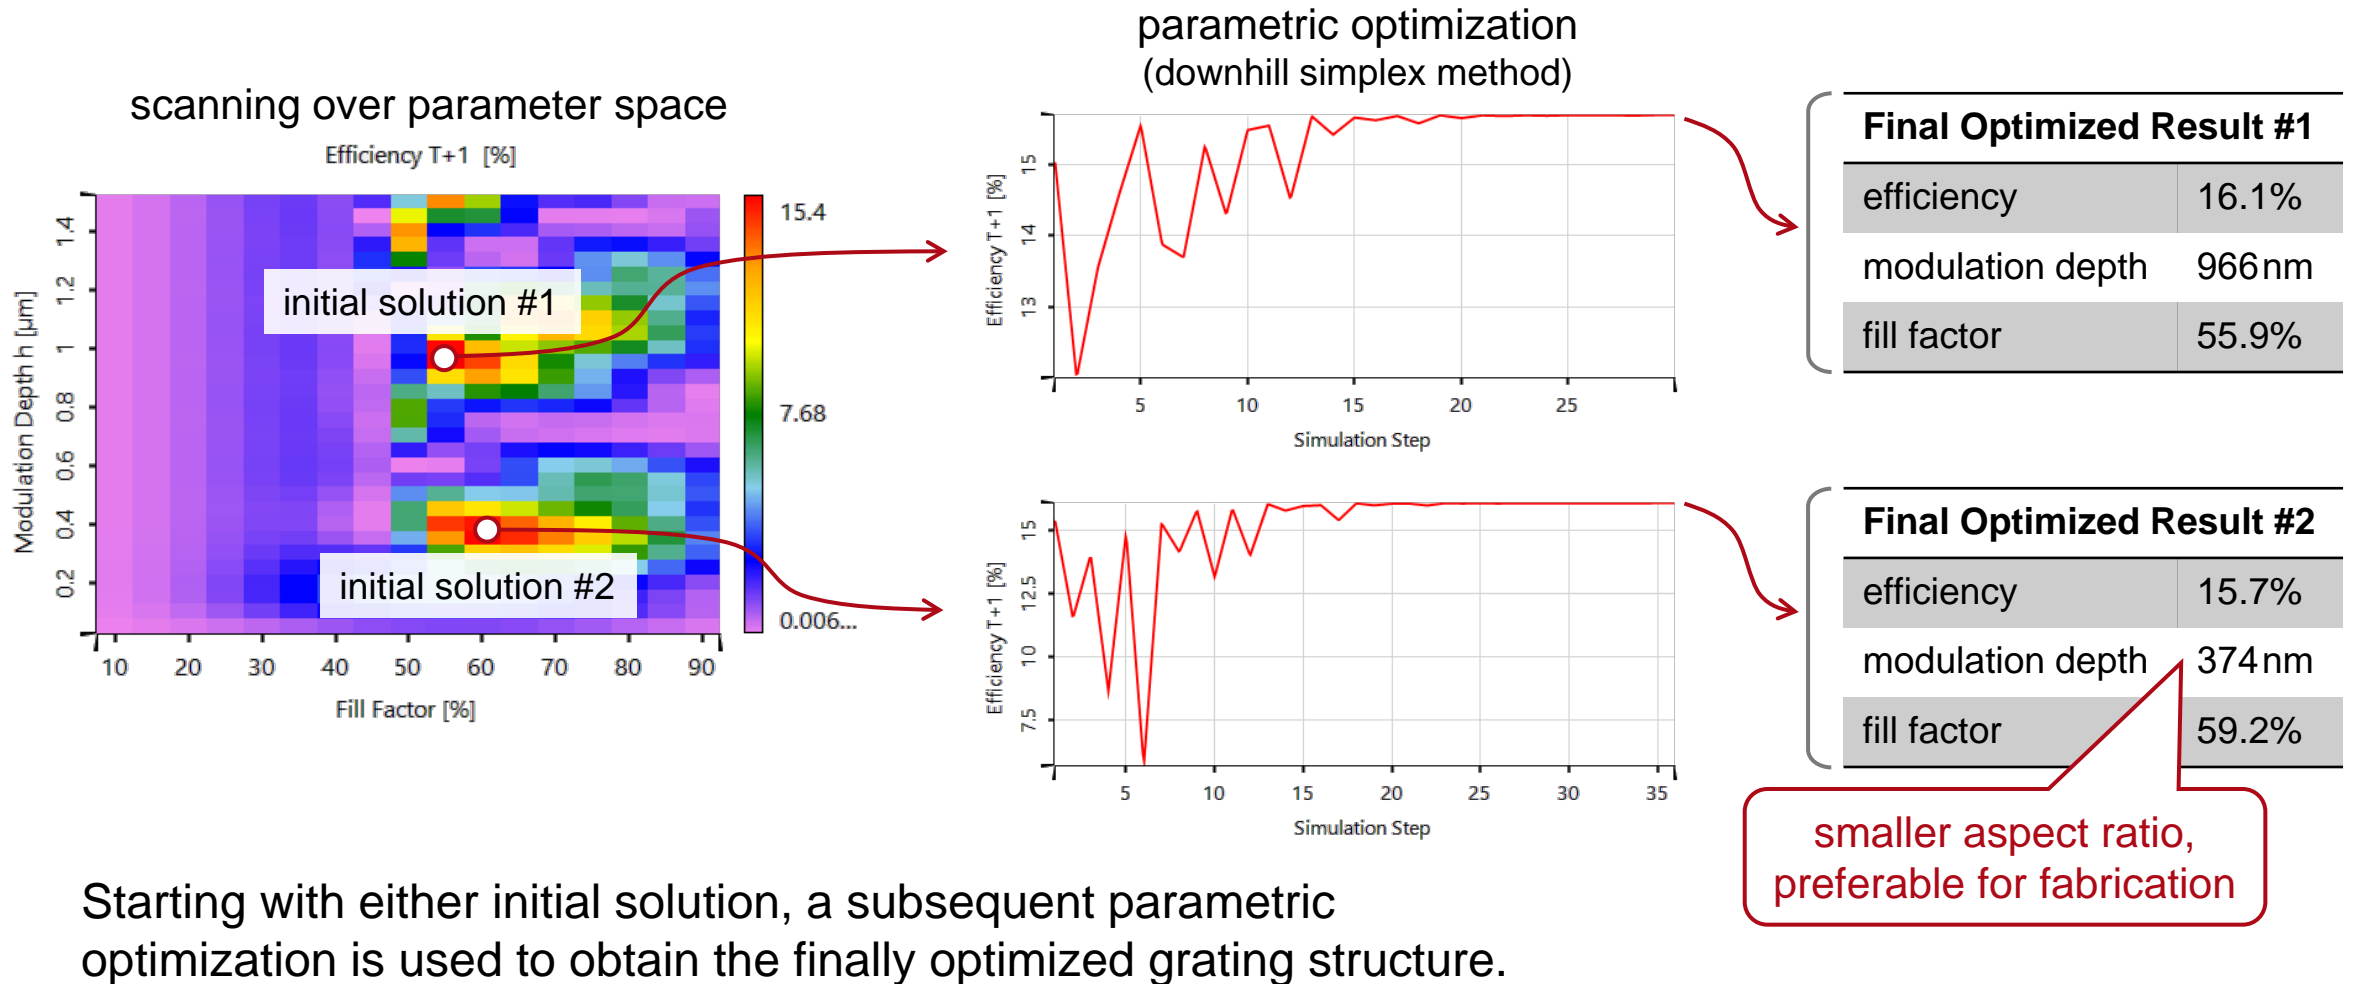 parametric optimization
(downhill simplex method)
scanning over parameter space
Efficiency T+1 [%]
Modulation Depth h [µm]
1.4
1.2
1
0.8
0.6
0.4
0.2
10 20 30 40 50 60 70 80 90
Fill Factor [%]
15.4
7.68
0.006...
initial solution #1
initial solution #2
Efficiency T+1 [%]
15
14
13
5 10 15 20 25
Simulation Step
Efficiency T+1 [%]
15
12.5
10
7.5
5 10 15 20 25 30 35
Simulation Step
Final Optimized Result #1
efficiency 16.1%
modulation depth 966nm
fill factor 55.9%
Final Optimized Result #2
efficiency 15.7%
modulation depth 374nm
fill factor 59.2%
smaller aspect ratio,
preferable for fabrication
Starting with either initial solution, a subsequent parametric
optimization is used to obtain the finally optimized grating structure.